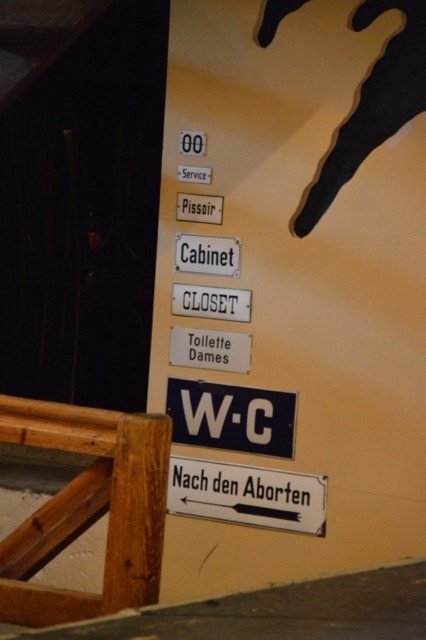 00
Service
Pissoir
Cabinet
CLOSET
Toilette
Dames
W-C
Nach den Aborten